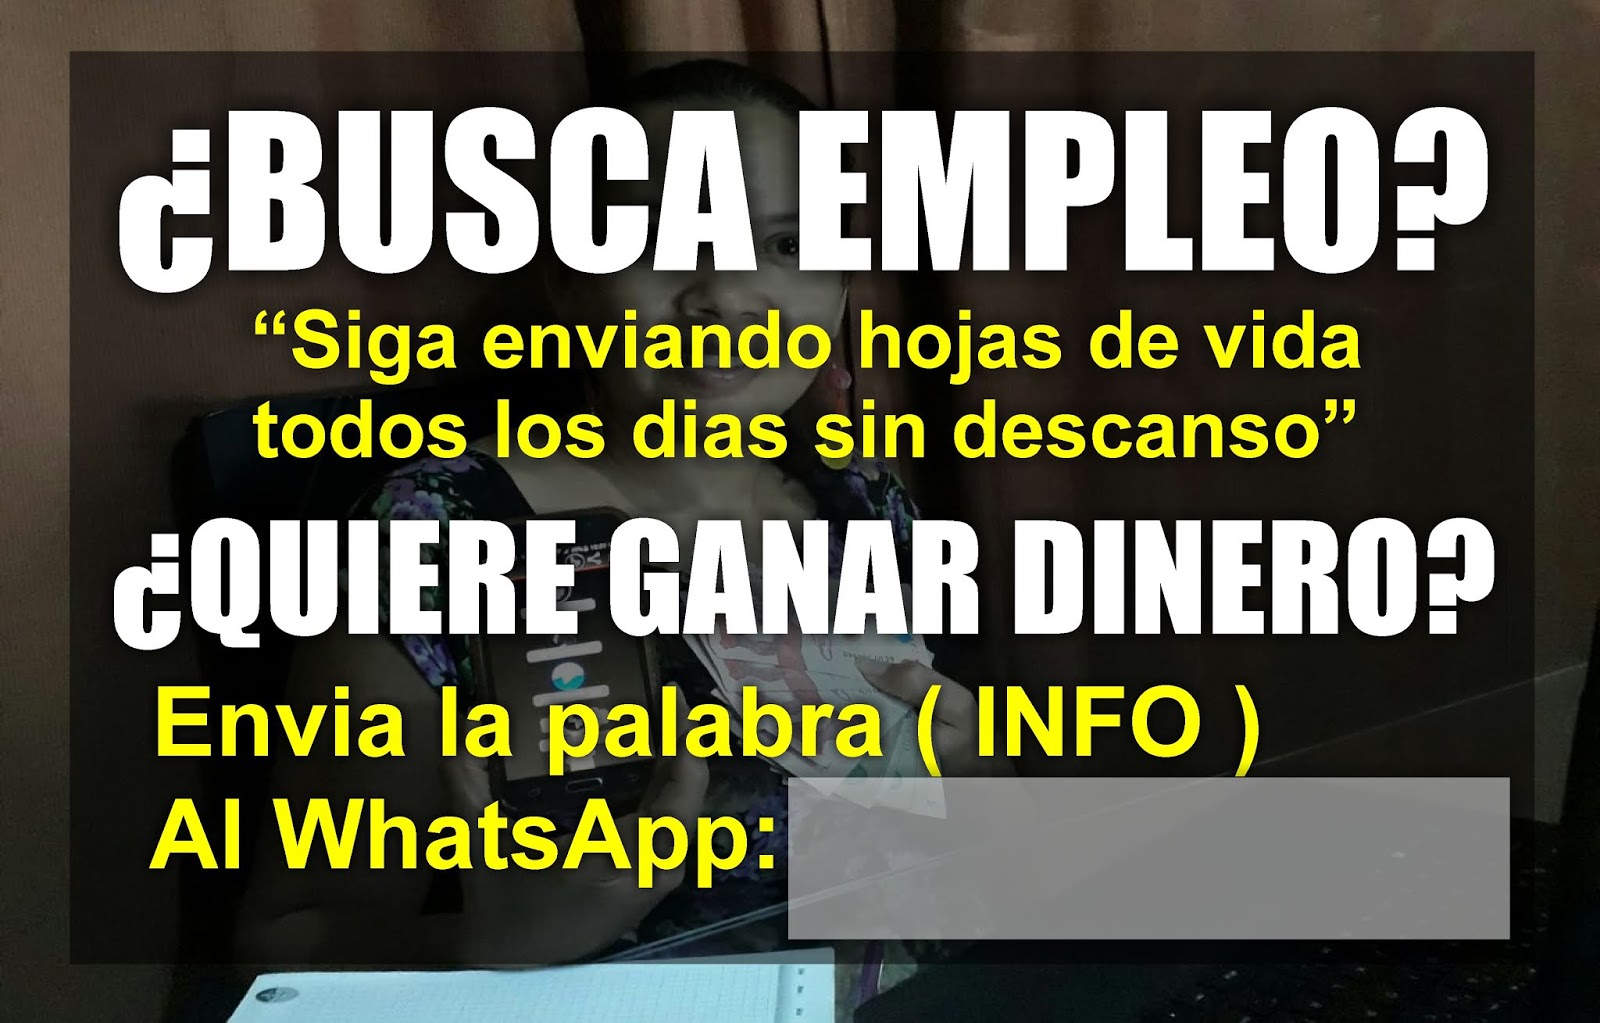 ¿BUSCA EMPLEO?
“Siga enviando hojas de vida
todos los dias sin descanso”
¿QUIERE GANAR DINERO?
Envia la palabra ( INFO )
Al WhatsApp: